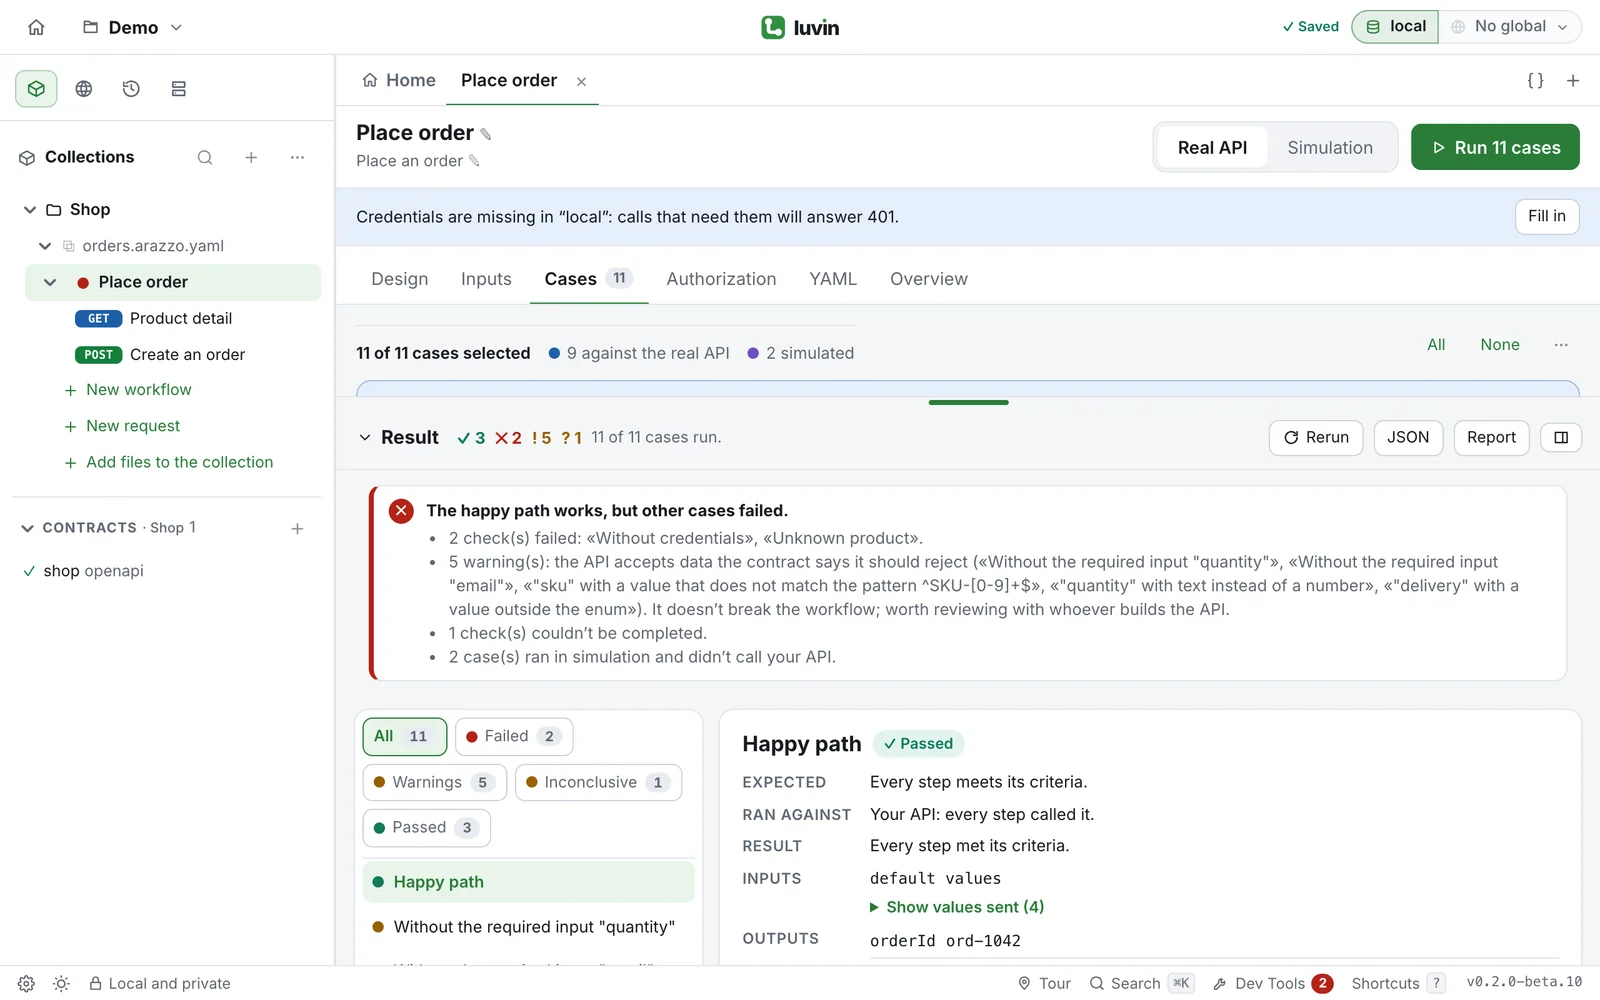 Demo
luvin
Saved
local
No global
Home
Place order
Collections
Place order
Place an order
Real API
Simulation
Run 11 cases
Shop
Credentials are missing in “local”: calls that need them will answer 401.
Fill in
orders.arazzo.yaml
Place order
Design
Inputs
Cases 11
Authorization
YAML
Overview
GET Product detail
POST Create an order
11 of 11 cases selected
9 against the real API
2 simulated
All
None
New workflow
New request
Add files to the collection
Result
3
2
! 5
? 1
11 of 11 cases run.
Rerun
JSON
Report
CONTRACTS · Shop 1
shop openapi
The happy path works, but other cases failed.
• 2 check(s) failed: «Without credentials», «Unknown product».
• 5 warning(s): the API accepts data the contract says it should reject («Without the required input "quantity"», «Without the required input
"email"», «"sku" with a value that does not match the pattern ^SKU-[0-9]+$», «"quantity" with text instead of a number», «"delivery" with a
value outside the enum»). It doesn’t break the workflow; worth reviewing with whoever builds the API.
• 1 check(s) couldn’t be completed.
• 2 case(s) ran in simulation and didn’t call your API.
All 11
Failed 2
Warnings 5
Inconclusive 1
Passed 3
Happy path
Without the required input "quantity"
Happy path
Passed
EXPECTED Every step meets its criteria.
RAN AGAINST Your API: every step called it.
RESULT Every step met its criteria.
INPUTS default values
Show values sent (4)
OUTPUTS orderId ord-1042
Local and private
Tour
Search ⌘K
Dev Tools 2
Shortcuts ?
v0.2.0-beta.10